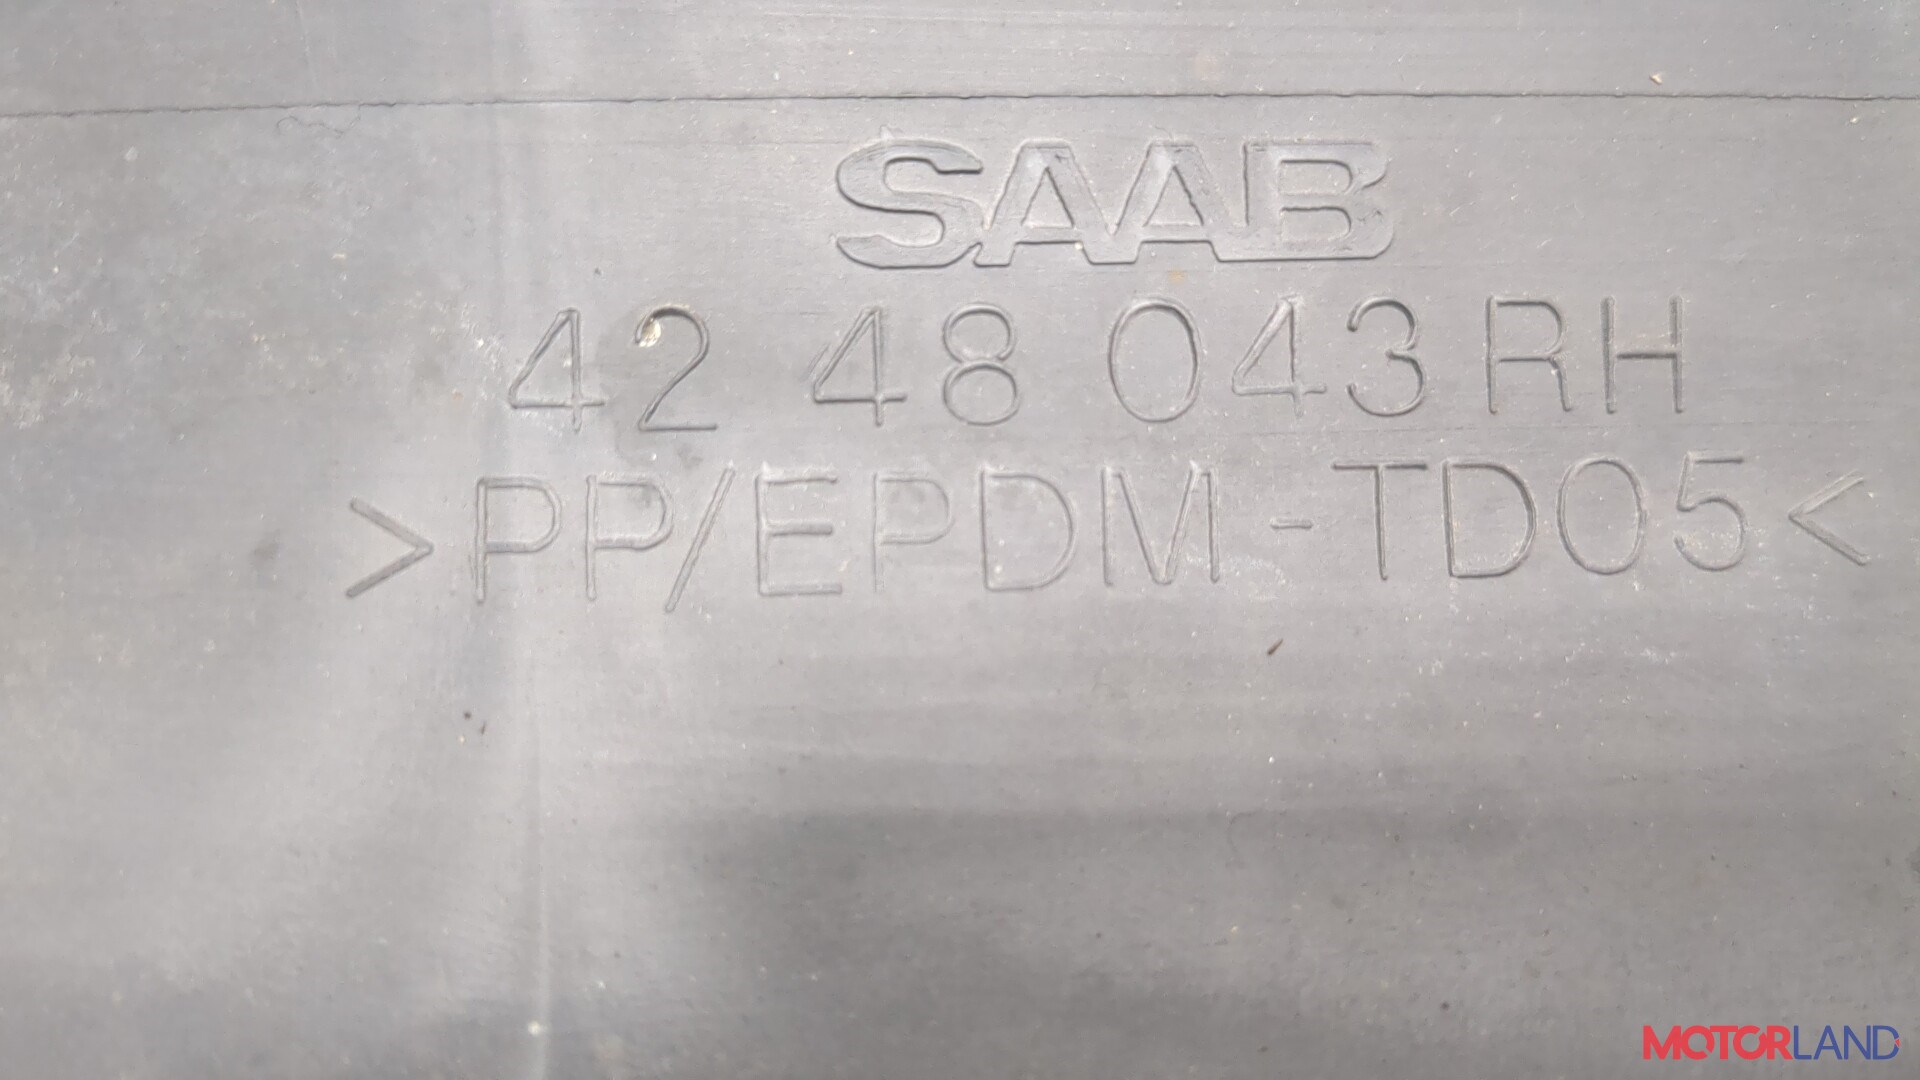 SAAB
42 48 043 RH
>PP/EPDM-TD05<
MOTORLAND